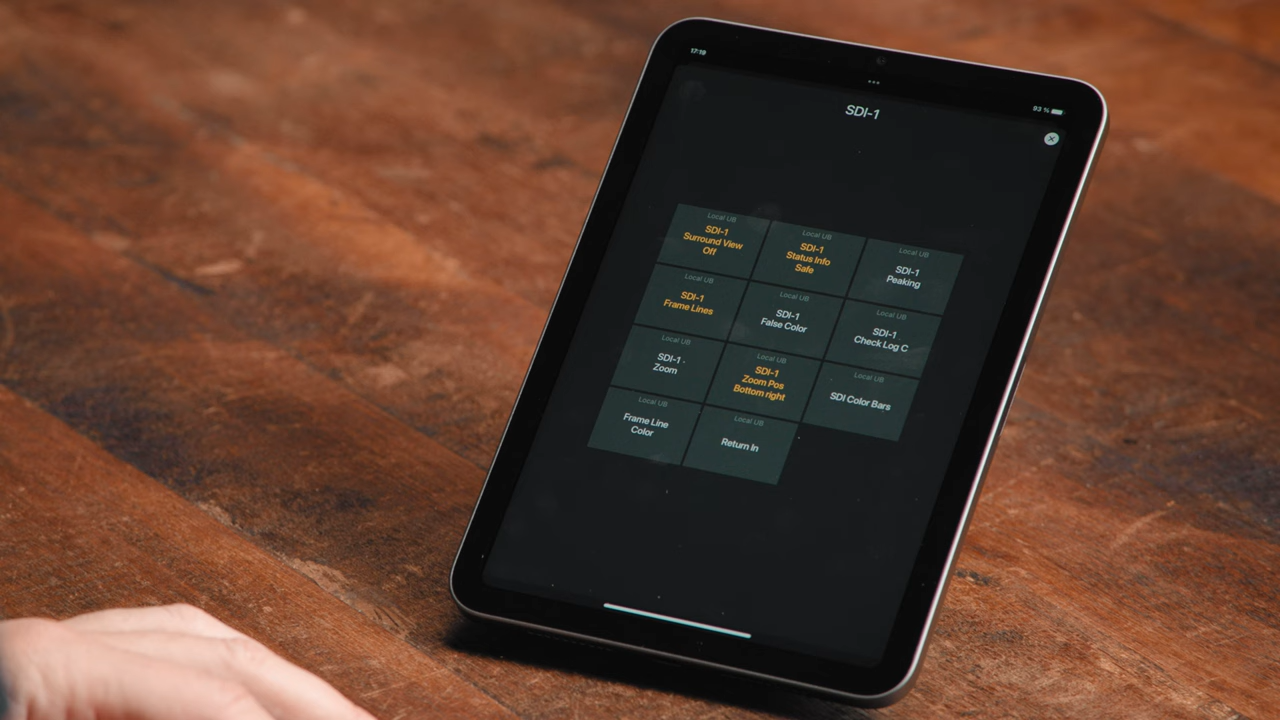 17:19
93 %
SDI-1
Local UB
SDI-1
Surround View
Off
Local UB
SDI-1
Status Info
Safe
Local UB
SDI-1
Peaking
Local UB
SDI-1
Frame Lines
Local UB
SDI-1
False Color
Local UB
SDI-1
Check Log C
Local UB
SDI-1
Zoom
Local UB
SDI-1
Zoom Pos
Bottom right
Local UB
SDI Color Bars
Local UB
Frame Line
Color
Local UB
Return In